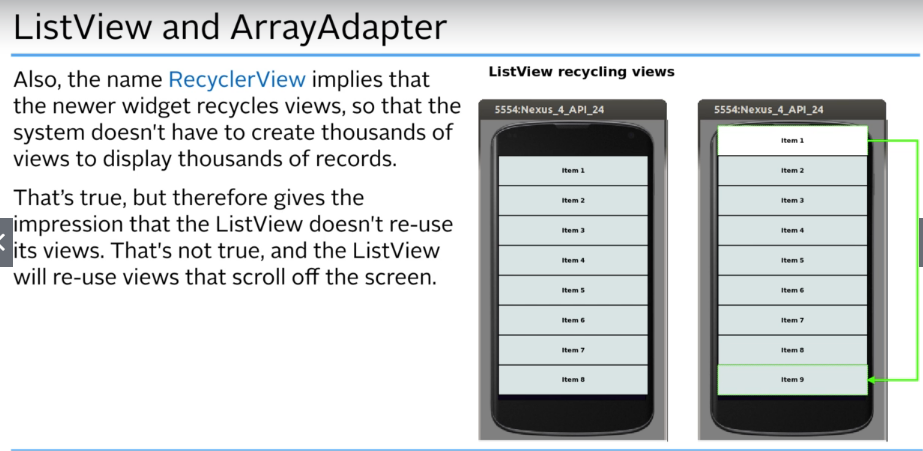 ListView and ArrayAdapter
Also, the name RecyclerView implies that
the newer widget recycles views, so that the
system doesn't have to create thousands of
views to display thousands of records.
That's true, but therefore gives the
impression that the ListView doesn't re-use
its views. That's not true, and the ListView
will re-use views that scroll off the screen.
ListView recycling views
5554:Nexus_4_API_24
Item 1
Item 2
Item 3
Item 4
Item 5
Item 6
Item 7
Item 8
5554:Nexus_4_API_24
Item 1
Item 2
Item 3
Item 4
Item 5
Item 6
Item 7
Item 8
Item 9